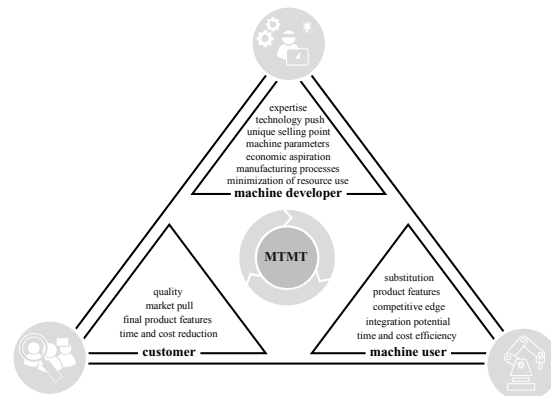 expertise
technology push
unique selling point
machine parameters
economic aspiration
manufacturing processes
minimization of resource use
machine developer
MTMT
quality
market pull
final product features
time and cost reduction
customer
substitution
product features
competitive edge
integration potential
time and cost efficiency
machine user